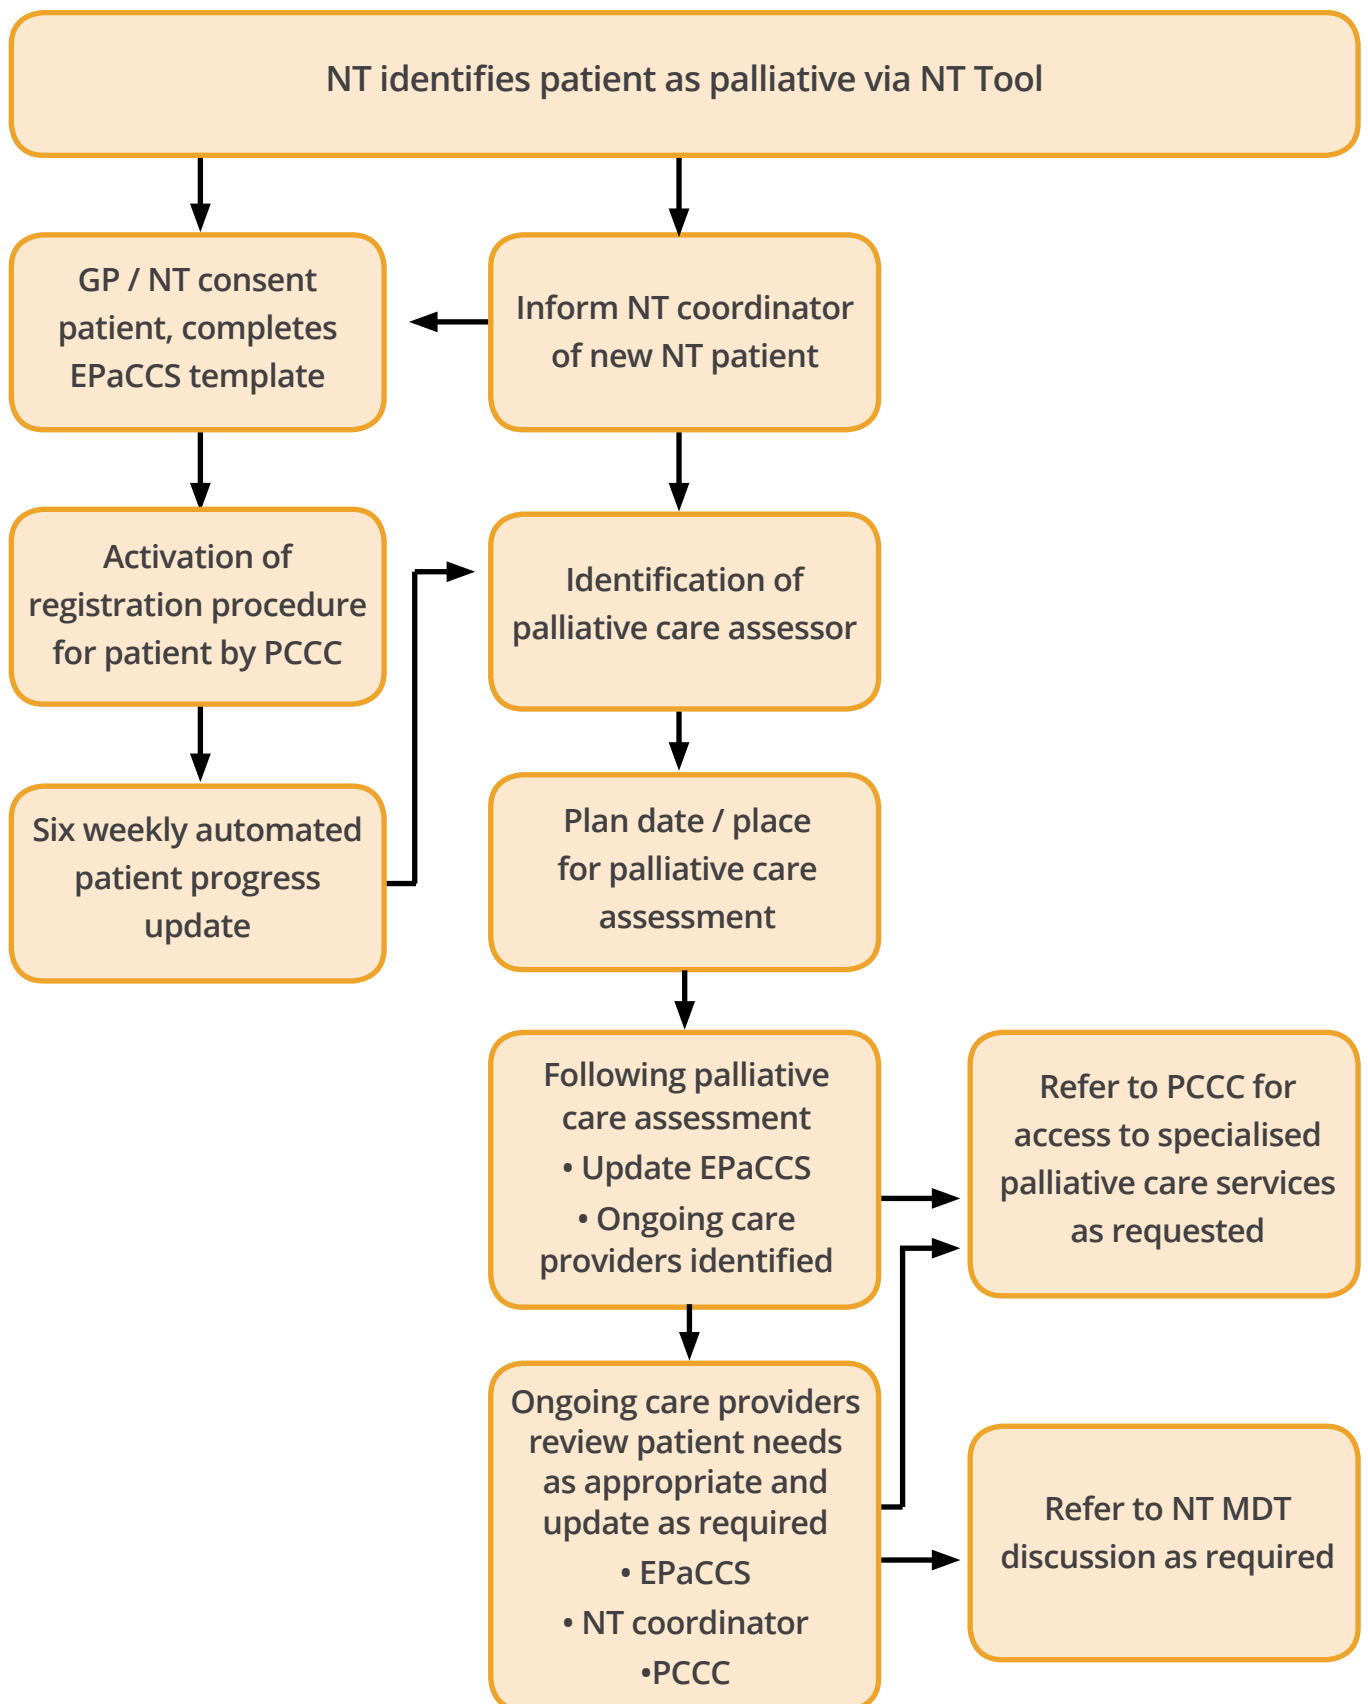 NT identifies patient as palliative via NT Tool
GP / NT consent
patient, completes
EPaCCS template
Inform NT coordinator
of new NT patient
Activation of
registration procedure
for patient by PCCC
Identification of
palliative care assessor
Six weekly automated
patient progress
update
Plan date / place
for palliative care
assessment
Following palliative
care assessment
• Update EPaCCS
• Ongoing care
providers identified
Refer to PCCC for
access to specialised
palliative care services
as requested
Ongoing care providers
review patient needs
as appropriate and
update as required
• EPaCCS
• NT coordinator
•PCCC
Refer to NT MDT
discussion as required